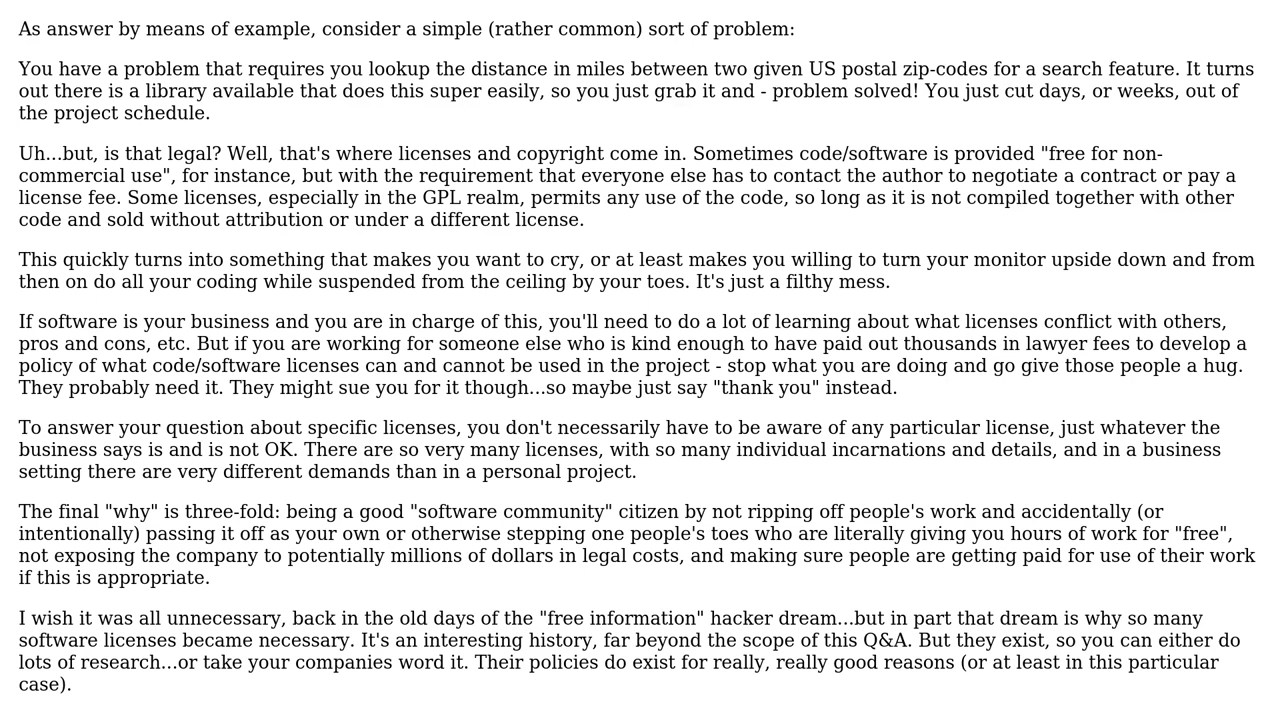 As answer by means of example, consider a simple (rather common) sort of problem:
You have a problem that requires you lookup the distance in miles between two given US postal zip-codes for a search feature. It turns
out there is a library available that does this super easily, so you just grab it and - problem solved! You just cut days, or weeks, out of
the project schedule.
Uh...but, is that legal? Well, that's where licenses and copyright come in. Sometimes code/software is provided "free for non-
commercial use", for instance, but with the requirement that everyone else has to contact the author to negotiate a contract or pay a
license fee. Some licenses, especially in the GPL realm, permits any use of the code, so long as it is not compiled together with other
code and sold without attribution or under a different license.
This quickly turns into something that makes you want to cry, or at least makes you willing to turn your monitor upside down and from
then on do all your coding while suspended from the ceiling by your toes. It's just a filthy mess.
If software is your business and you are in charge of this, you'll need to do a lot of learning about what licenses conflict with others,
pros and cons, etc. But if you are working for someone else who is kind enough to have paid out thousands in lawyer fees to develop a
policy of what code/software licenses can and cannot be used in the project - stop what you are doing and go give those people a hug.
They probably need it. They might sue you for it though...so maybe just say "thank you" instead.
To answer your question about specific licenses, you don't necessarily have to be aware of any particular license, just whatever the
business says is and is not OK. There are so very many licenses, with so many individual incarnations and details, and in a business
setting there are very different demands than in a personal project.
The final "why" is three-fold: being a good "software community" citizen by not ripping off people's work and accidentally (or
intentionally) passing it off as your own or otherwise stepping one people's toes who are literally giving you hours of work for "free",
not exposing the company to potentially millions of dollars in legal costs, and making sure people are getting paid for use of their work
if this is appropriate.
I wish it was all unnecessary, back in the old days of the "free information" hacker dream...but in part that dream is why so many
software licenses became necessary. It's an interesting history, far beyond the scope of this Q&A. But they exist, so you can either do
lots of research...or take your companies word it. Their policies do exist for really, really good reasons (or at least in this particular
case).